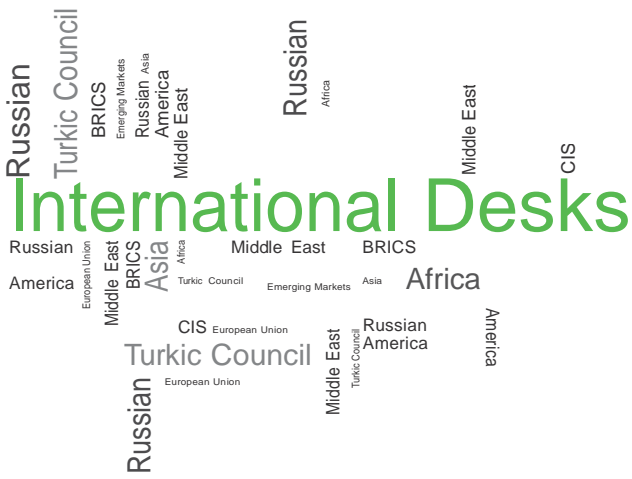 Russian
Turkic Council
BRICS
Emerging Markets
Russian Asia
America
Middle East
Russian
Africa
Middle East
CIS
International Desks
Russian
European Union
Middle East
BRICS
Asia
Africa
Middle East
BRICS
America
Turkic Council
Emerging Markets
Asia
Africa
CIS European Union
Turkic Council
European Union
Russian
Middle East
Turkic Council
Russian
America
America